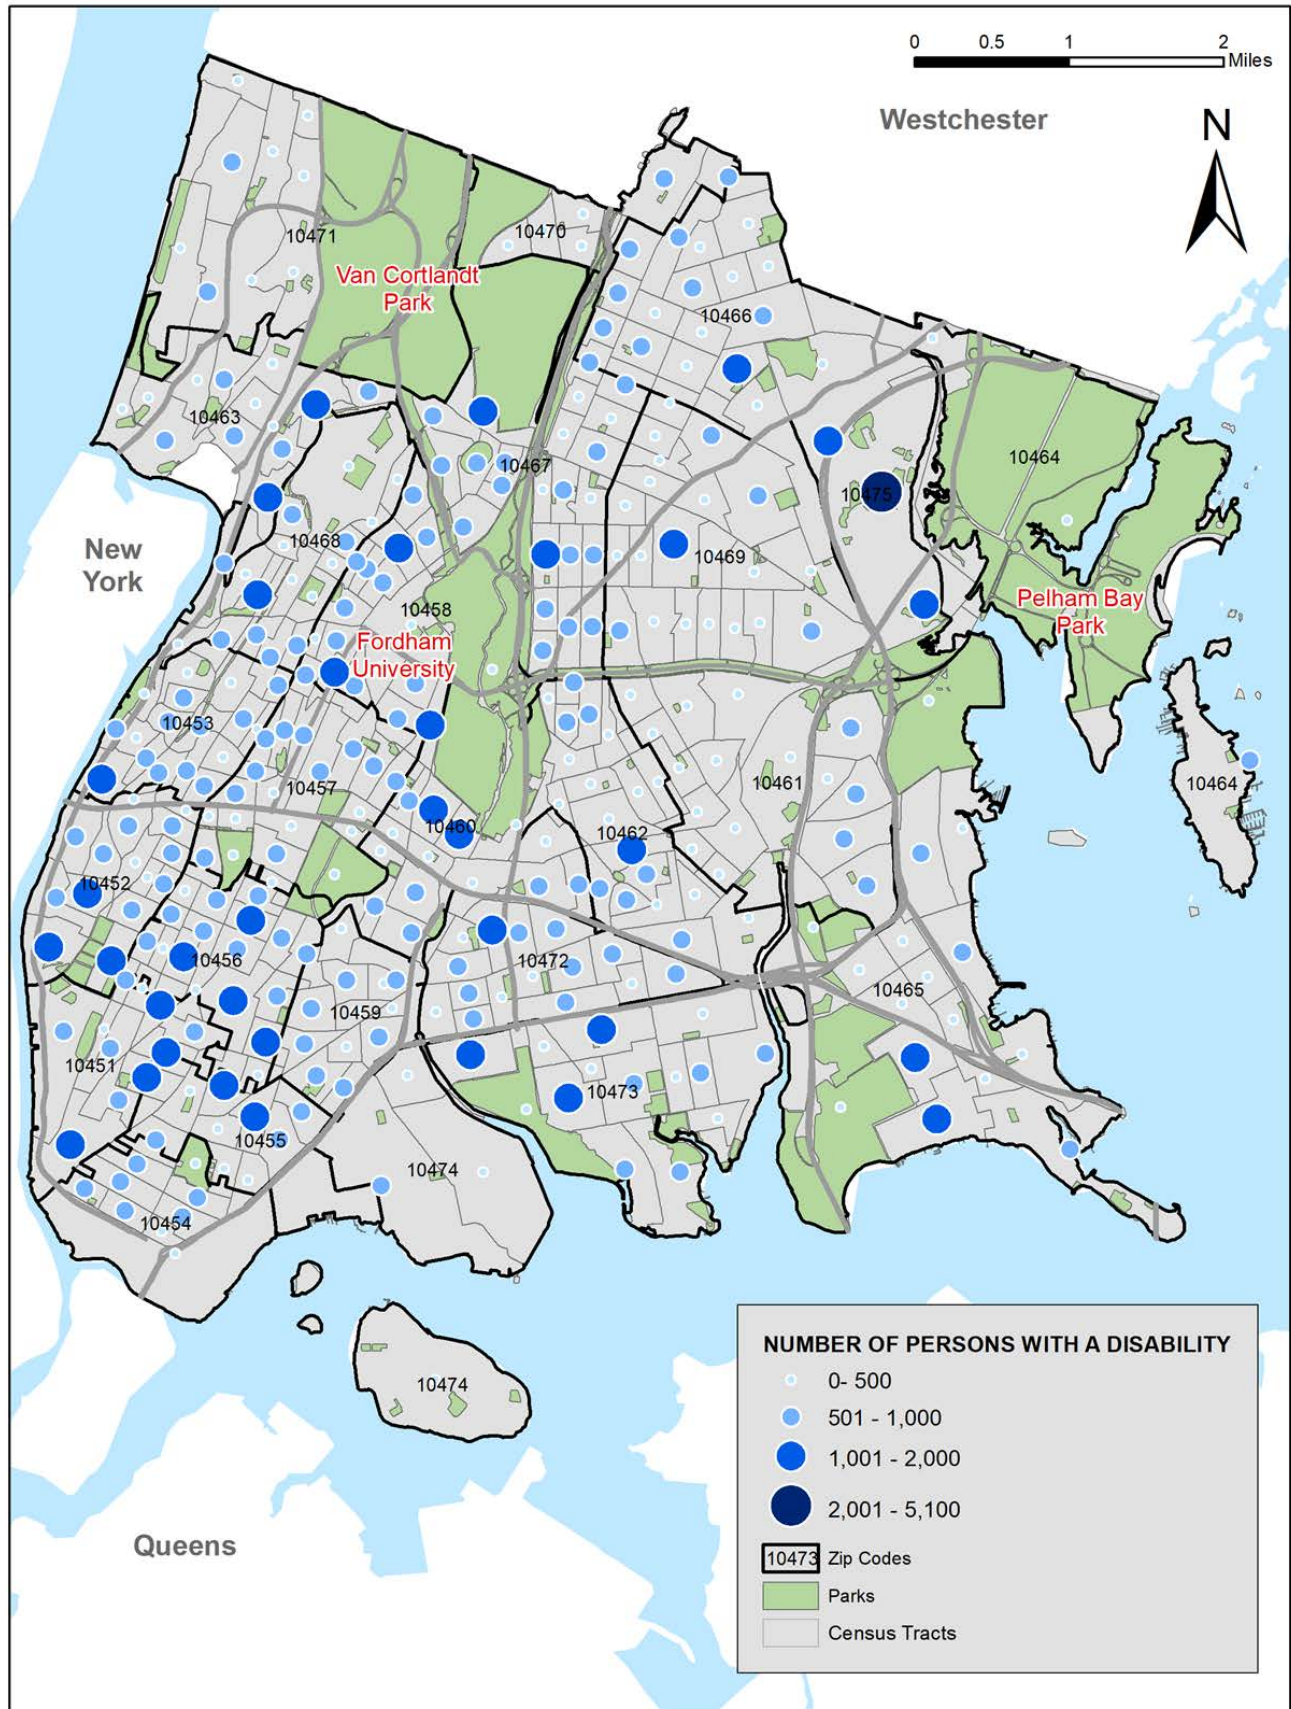 0 0.5 1 2
Miles
Westchester
N
10470
10471
Van Cortlandt
Park
10466
10463
10467
10464
10475
New
York
10468
10469
10458
Pelham Bay
Park
Fordham
University
10453
10461
10464
10457
10460
10462
10452
10456
10472
10465
10459
10451
10473
10455
10474
10454
10474
NUMBER OF PERSONS WITH A DISABILITY
0- 500
501 - 1,000
1,001 - 2,000
2,001 - 5,100
10473 Zip Codes
Parks
Census Tracts
Queens